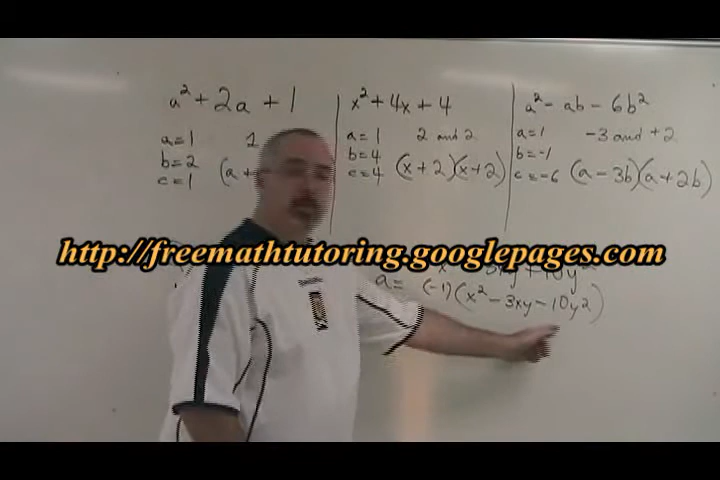 a² + 2a + 1
a = 1 1
b = 2
c = 1 (a +
x² + 4x + 4
a = 1 2 and 2
b = 4
c = 4 (x + 2)(x + 2)
a² - ab - 6b²
a = 1 -3 and +2
b = -1
c = -6 (a - 3b)(a + 2b)
http://freemathtutoring.googlepages.com
a = (-1)(x² - 3xy - 10y²)